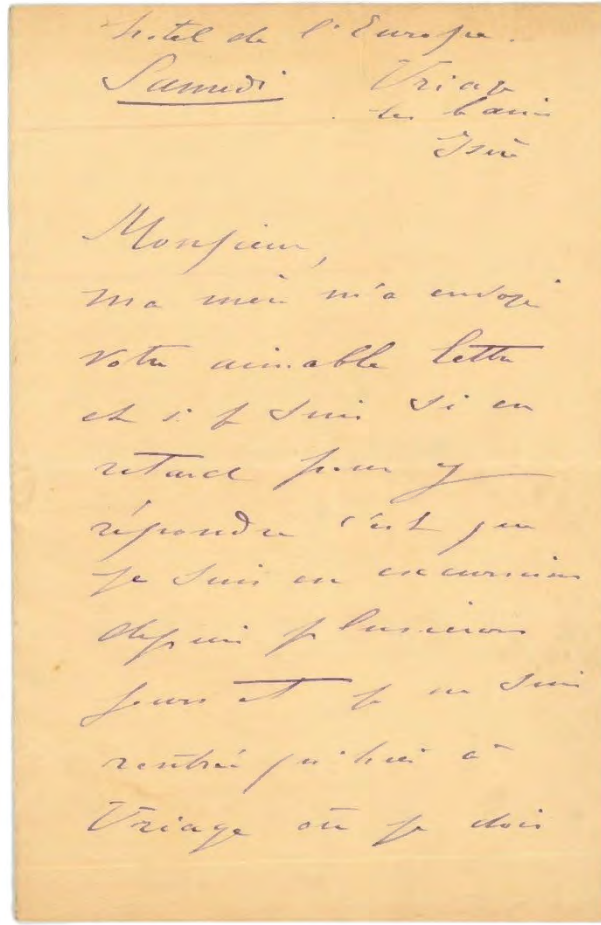 hotel de l'Europe.
Samedi Uriage
les bains
Isère
Monsieur,
ma mère m'a envoyé
votre aimable lettre
et si je suis si en
retard pour y
répondre c'est que
je suis en excursion
depuis plusieurs
jours et je ne suis
rentrée qu'hier à
Uriage où je dois